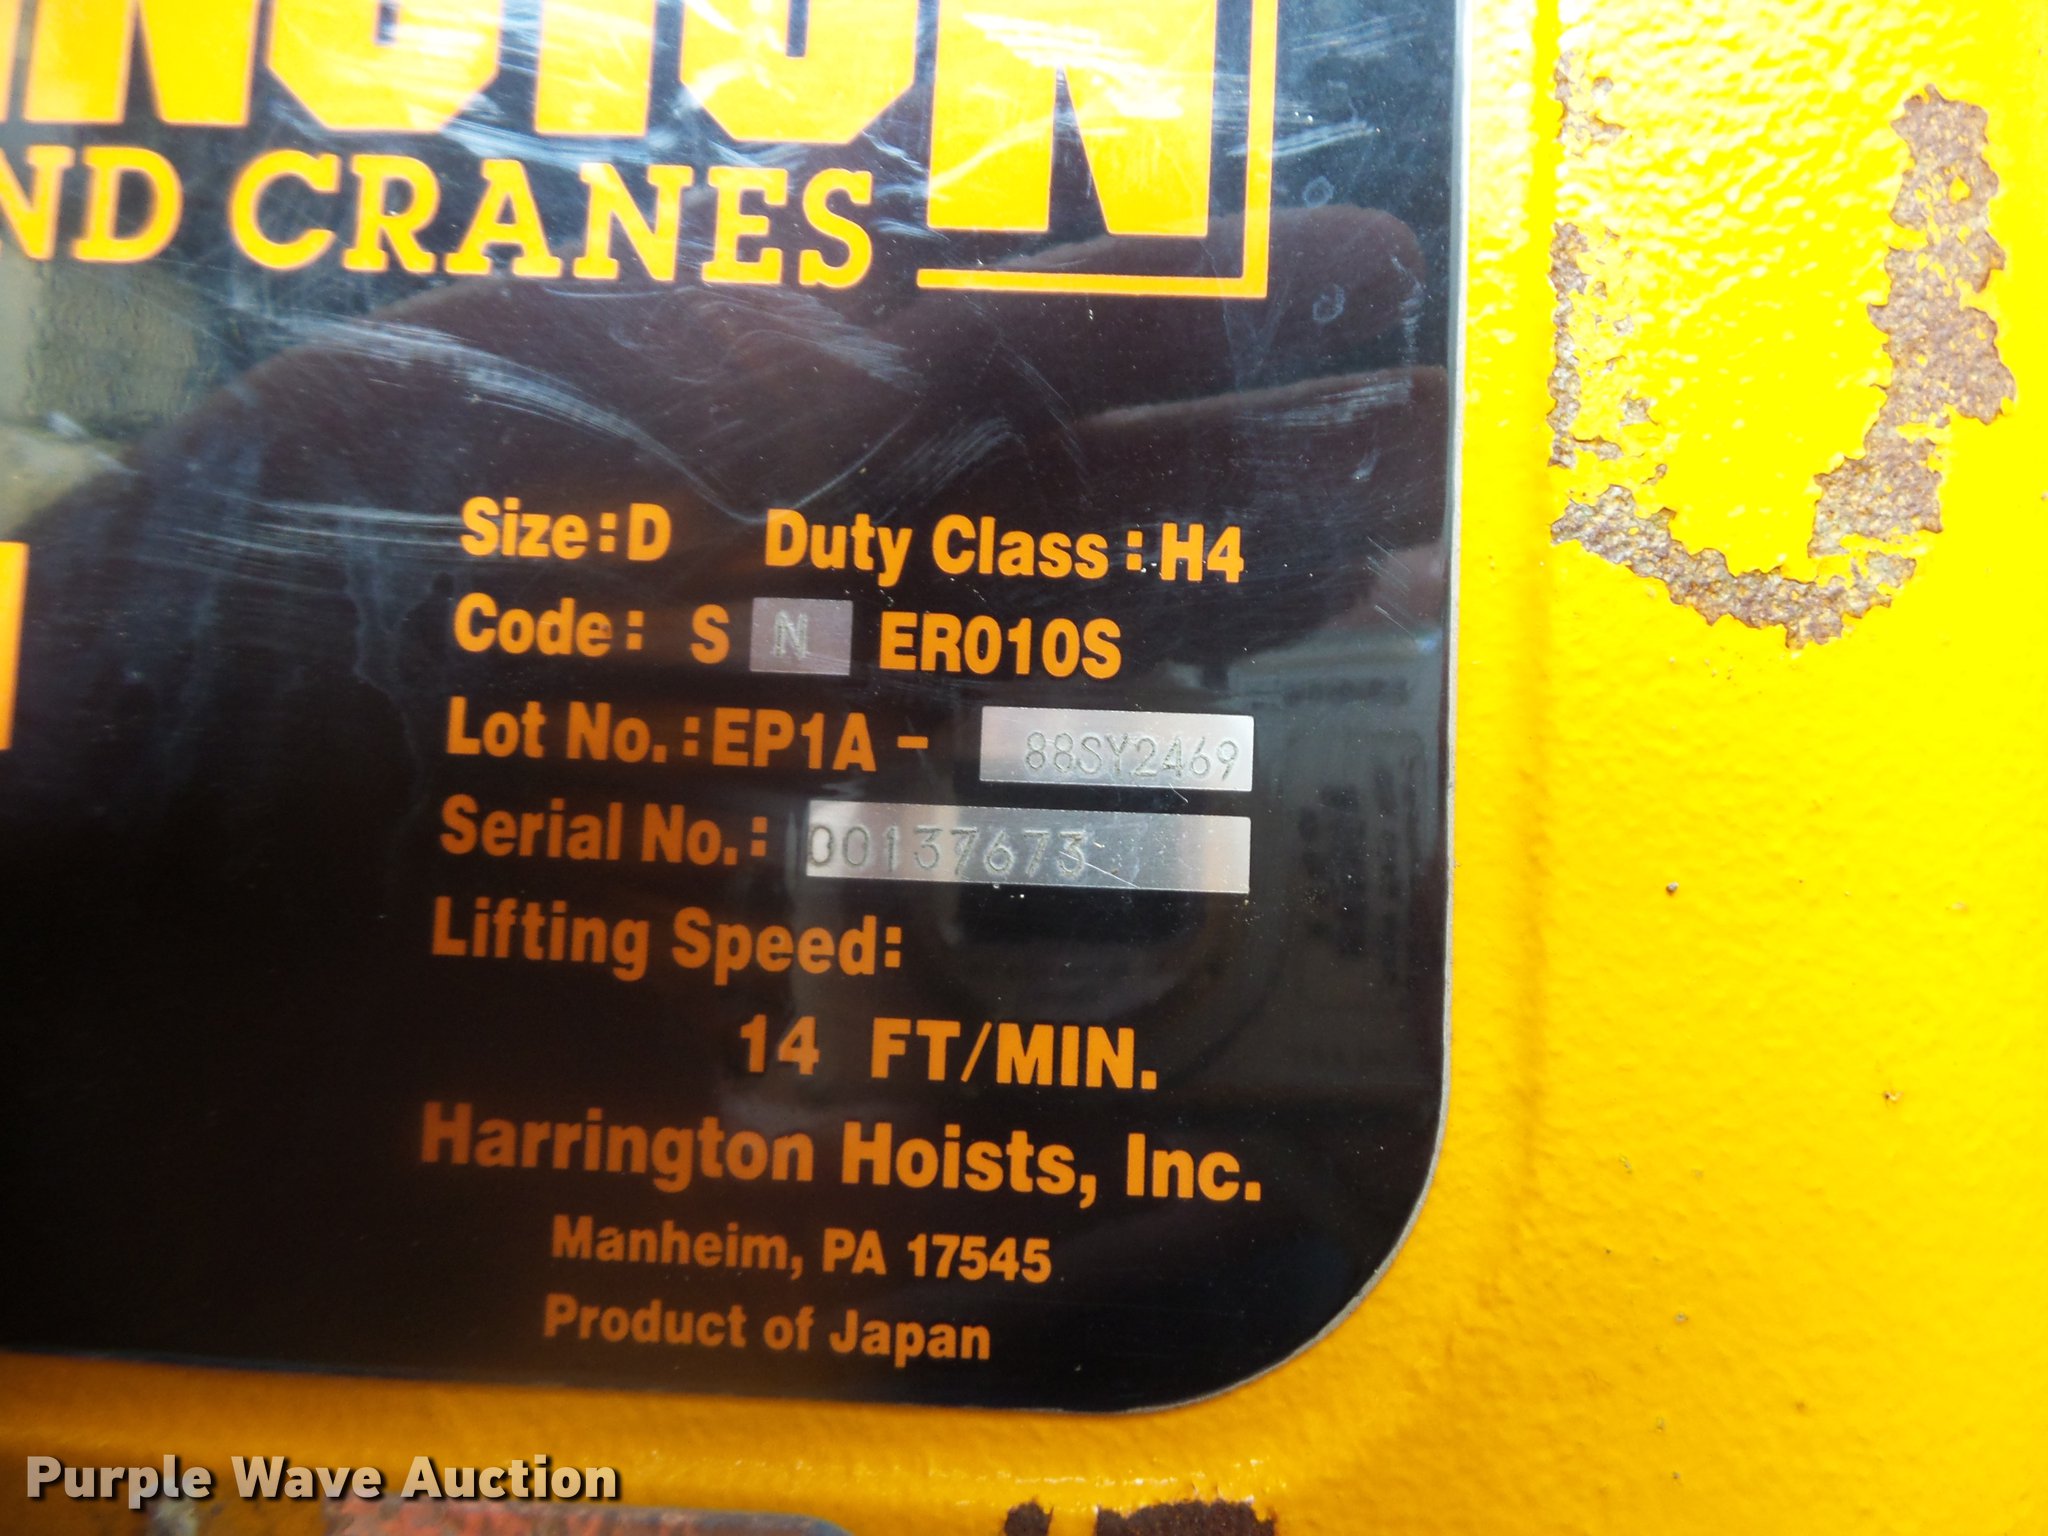 INGTON
ND CRANES
Size:D Duty Class:H4
Code: S N ER010S
Lot No.:EP1A - 88SY2469
Serial No.: 00137673
Lifting Speed:
14 FT/MIN.
Harrington Hoists, Inc.
Manheim, PA 17545
Product of Japan
Purple Wave Auction